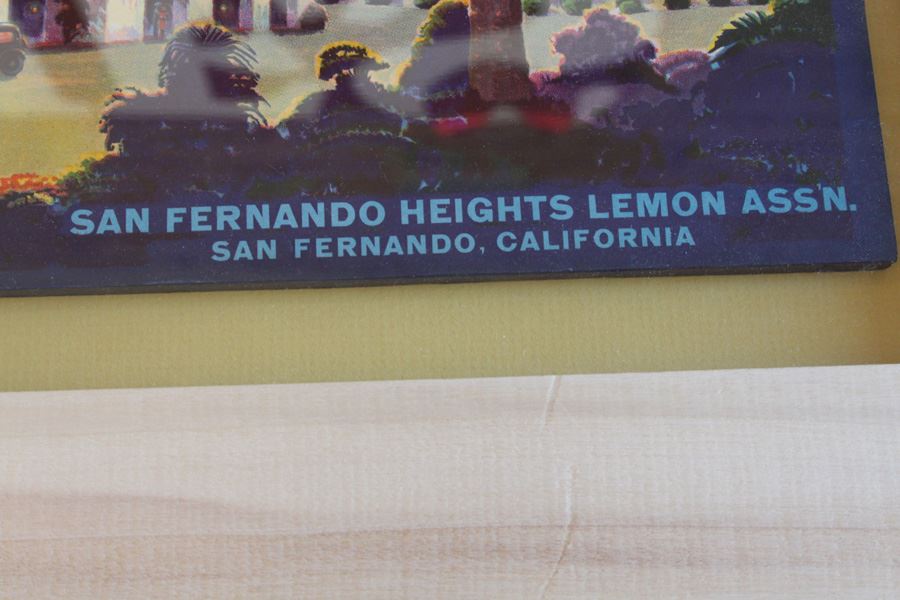 SAN FERNANDO HEIGHTS LEMON ASS'N.
SAN FERNANDO, CALIFORNIA